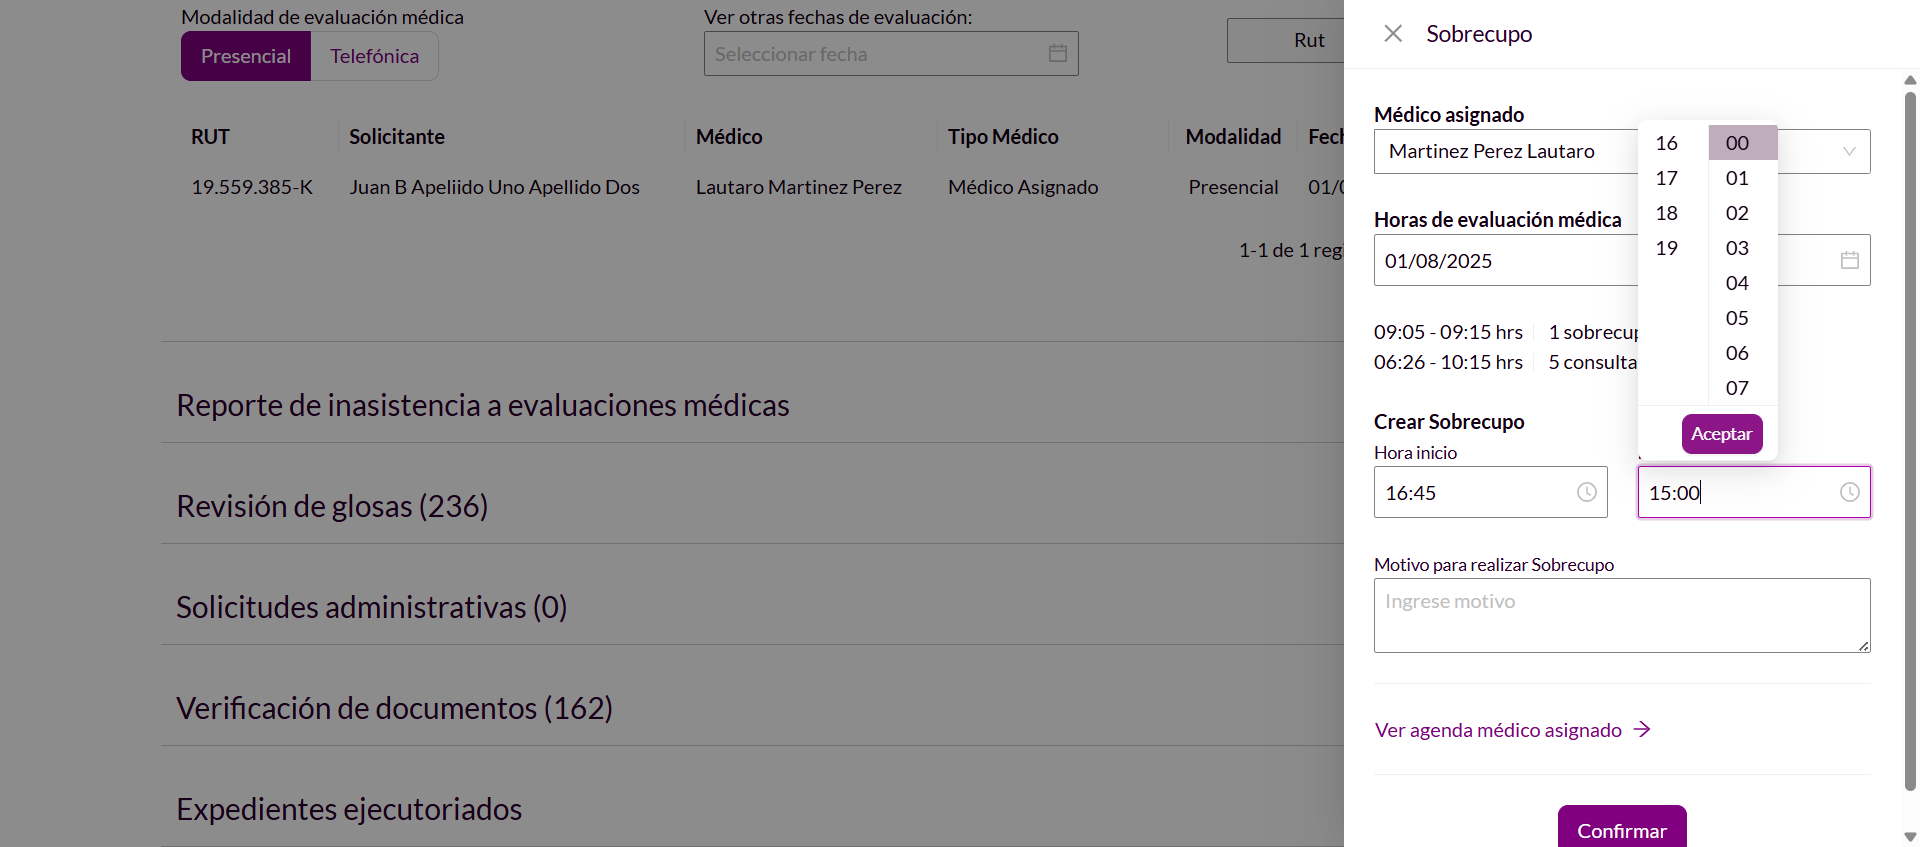 Modalidad de evaluación médica
Presencial
Telefónica
Ver otras fechas de evaluación:
Seleccionar fecha
Rut
RUT
Solicitante
Médico
Tipo Médico
Modalidad
19.559.385-K
Juan B Apeliido Uno Apellido Dos
Lautaro Martinez Perez
Médico Asignado
Presencial
1-1 de 1
Reporte de inasistencia a evaluaciones médicas
Revisión de glosas (236)
Solicitudes administrativas (0)
Verificación de documentos (162)
Expedientes ejecutoriados
Sobrecupo
Médico asignado
Martinez Perez Lautaro
Horas de evaluación médica
01/08/2025
09:05 - 09:15 hrs
1
06:26 - 10:15 hrs
5 consulta
16 00
17 01
18 02
19 03
04
05
06
07
Aceptar
Crear Sobrecupo
Hora inicio
16:45
15:00
Motivo para realizar Sobrecupo
Ingrese motivo
Ver agenda médico asignado
Confirmar